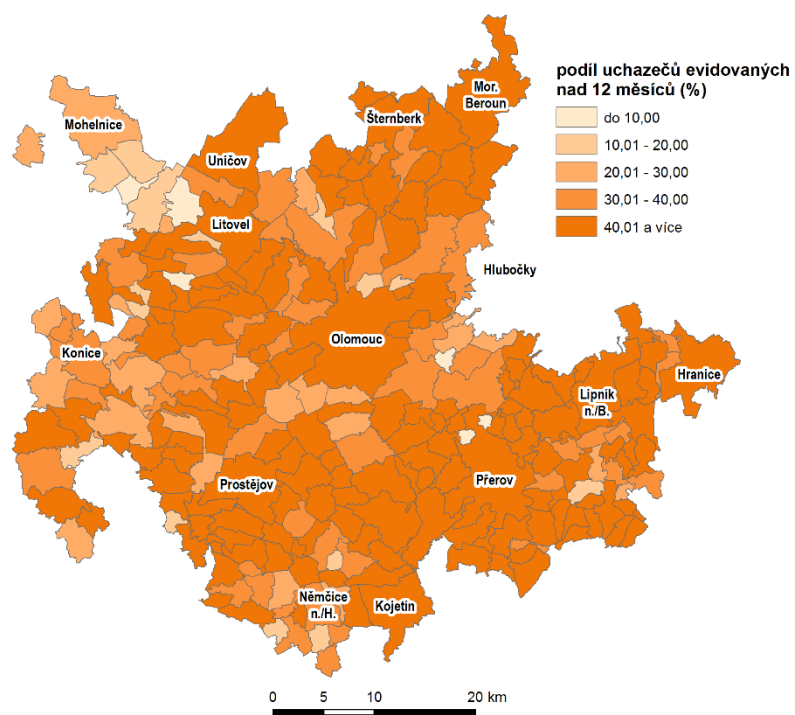 podíl uchazečů evidovaných
nad 12 měsíců (%)
do 10,00
10,01 - 20,00
20,01 - 30,00
30,01 - 40,00
40,01 a více
Mor.
Beroun
Mohelnice
Šternberk
Uničov
Litovel
Hlubočky
Olomouc
Konice
Hranice
Lipník
n./B.
Přerov
Prostějov
Němčice
n./H.
Kojetín
0 5 10 20 km